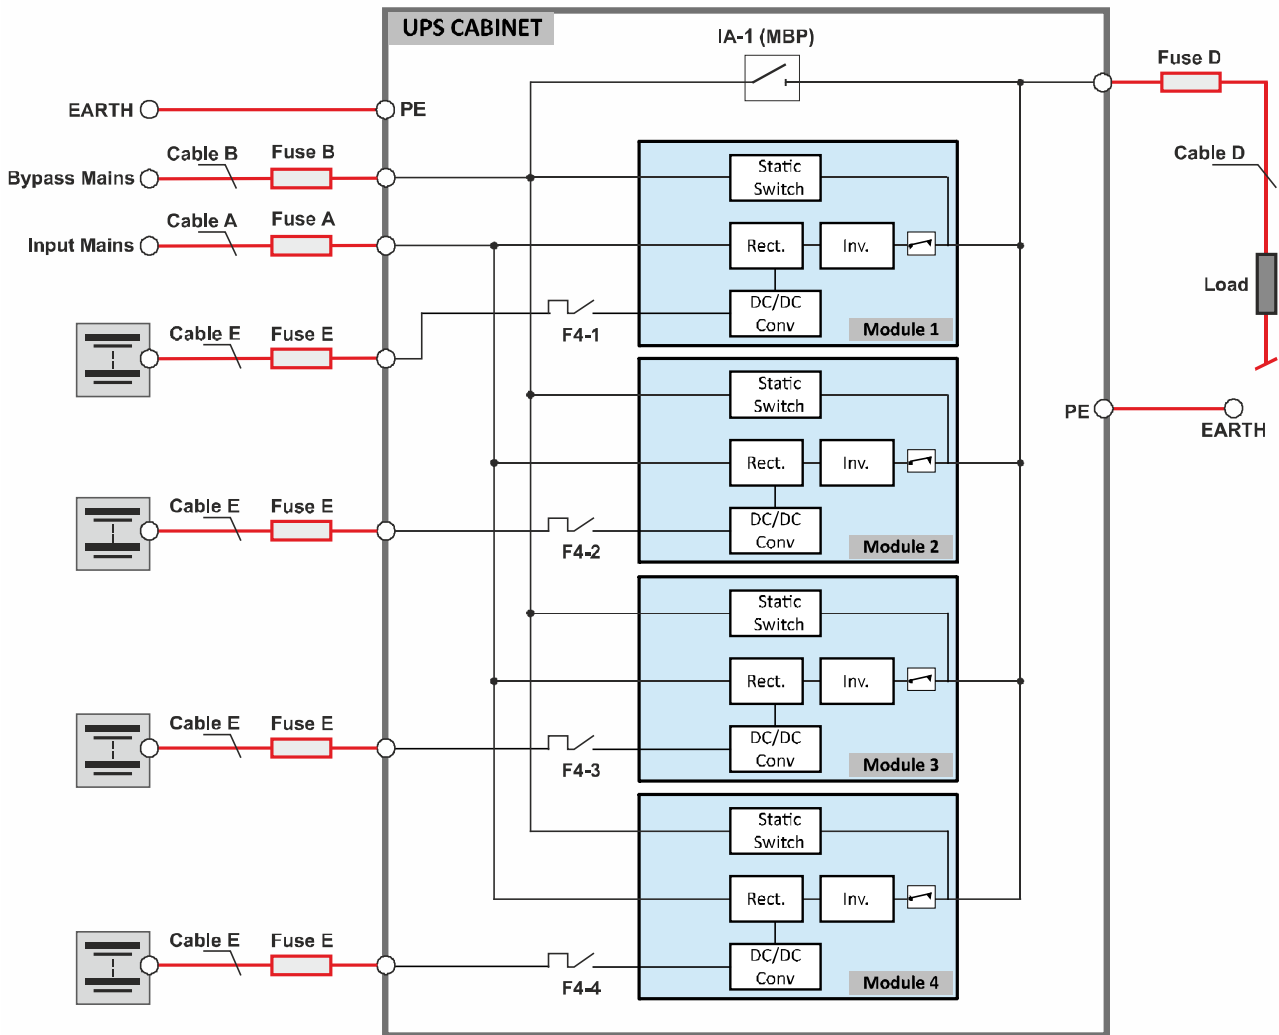 UPS CABINET
IA-1 (MBP)
Fuse D
EARTH
PE
Cable B
Fuse B
Bypass Mains
Cable A
Fuse A
Input Mains
Cable D
Load
Static
Switch
Rect.
Inv.
DC/DC
Conv
Module 1
F4-1
Cable E
Fuse E
Static
Switch
Rect.
Inv.
DC/DC
Conv
Module 2
PE
EARTH
Cable E
Fuse E
F4-2
Static
Switch
Rect.
Inv.
DC/DC
Conv
Module 3
Cable E
Fuse E
F4-3
Static
Switch
Rect.
Inv.
DC/DC
Conv
Module 4
Cable E
Fuse E
F4-4